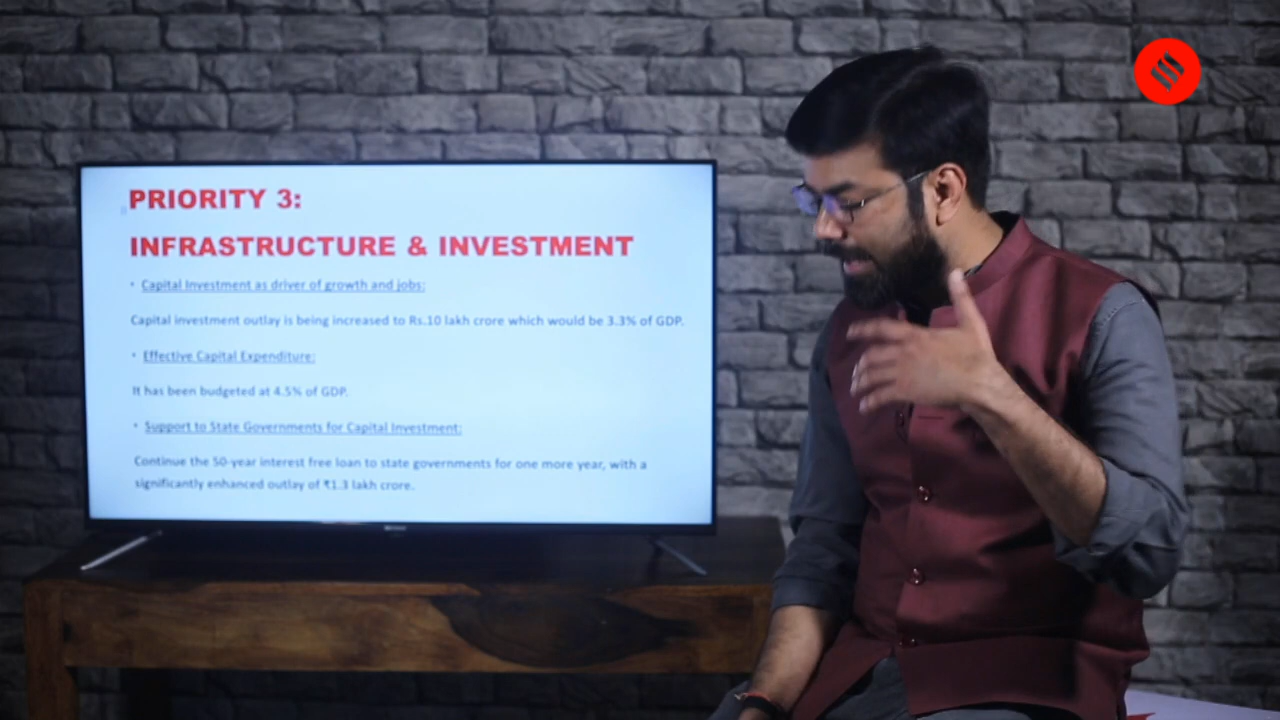 PRIORITY 3:
INFRASTRUCTURE & INVESTMENT
• Capital Investment as driver of growth and jobs:
Capital investment outlay is being increased to Rs.10 lakh crore which would be 3.3% of GDP.
• Effective Capital Expenditure:
It has been budgeted at 4.5% of GDP.
• Support to State Governments for Capital Investment:
Continue the 50-year interest free loan to state governments for one more year, with a
significantly enhanced outlay of ₹1.3 lakh crore.